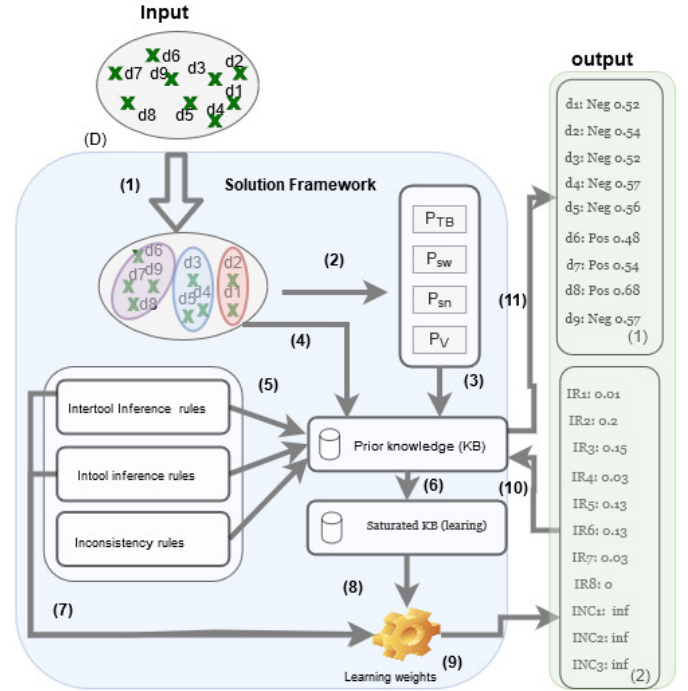 Input
d6
d7
d9
d3
d2
d8
d5
d4
d1
(D)
(1)
Solution Framework
d6
d7
d9
d8
d3
d5
d4
d2
d1
(2)
PTB
Psw
Psn
PV
(3)
(4)
(5)
Intertool Inference rules
Intool inference rules
Inconsistency rules
Prior knowledge (KB)
(6)
Saturated KB (learing)
(7)
(8)
Learning weights
(9)
(10)
(11)
output
d1: Neg 0.52
d2: Neg 0.54
d3: Neg 0.52
d4: Neg 0.57
d5: Neg 0.56
d6: Pos 0.48
d7: Pos 0.54
d8: Pos 0.68
d9: Neg 0.57
(1)
IR1: 0.01
IR2: 0.2
IR3: 0.15
IR4: 0.03
IR5: 0.13
IR6: 0.13
IR7: 0.03
IR8: 0
INC1: inf
INC2: inf
INC3: inf
(2)